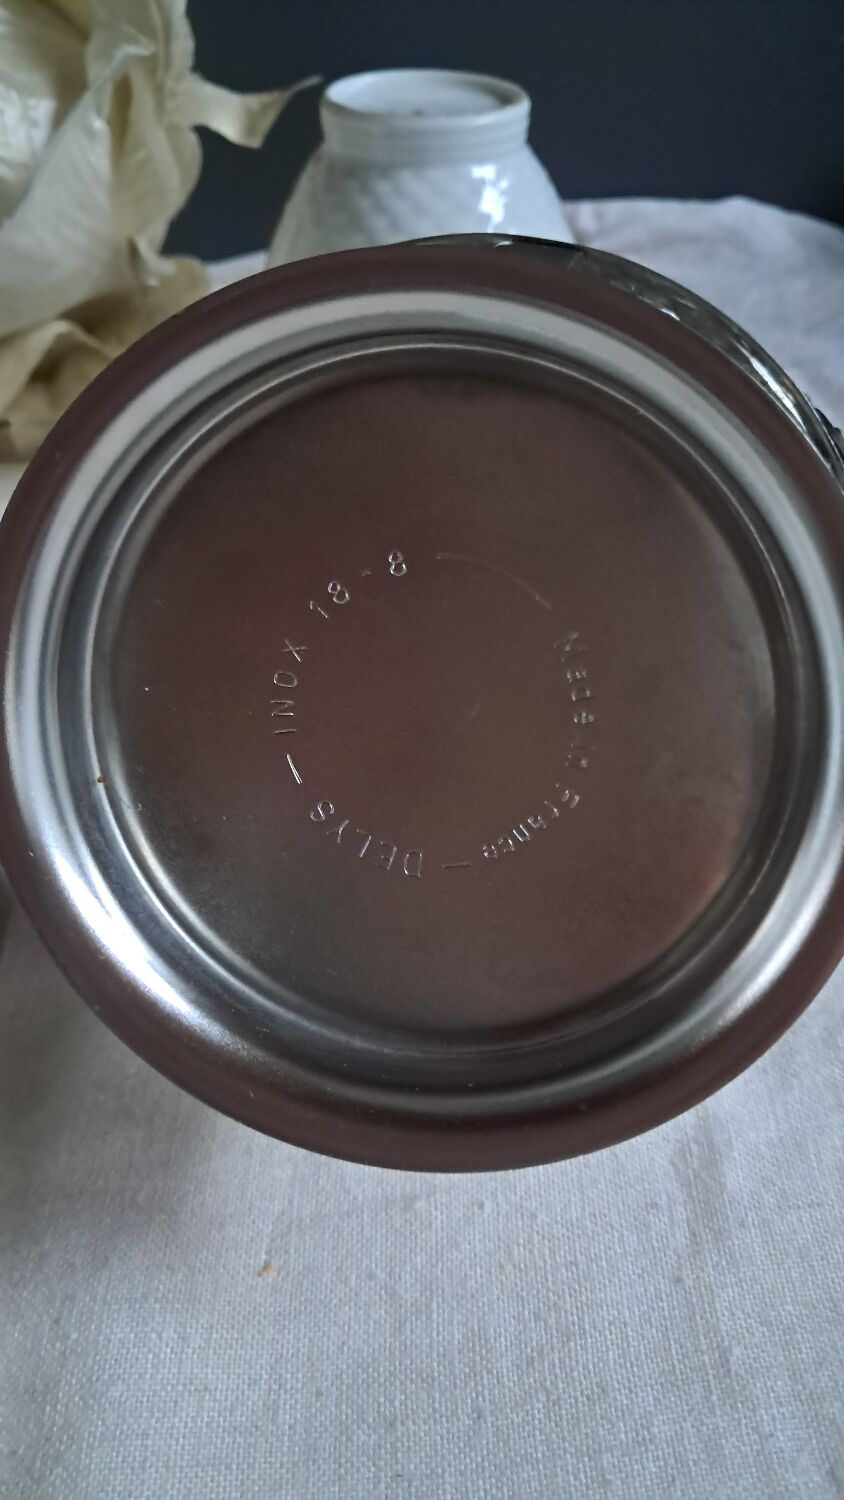 Made in France — DELYS — INOX 18-8